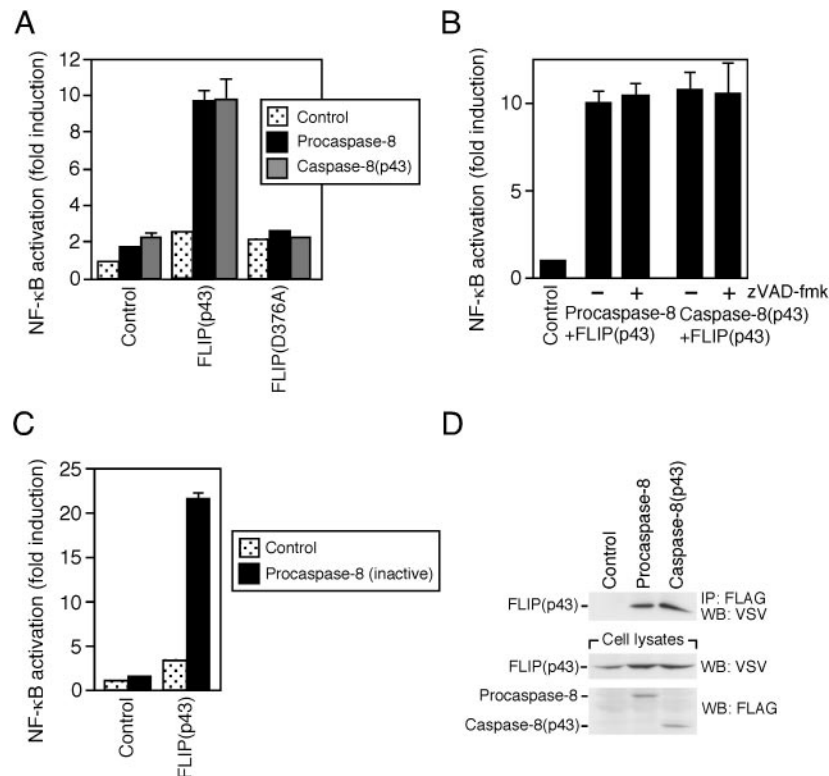 A
NF-κB activation (fold induction)
12
10
8
6
4
2
0
Control
FLIP(p43)
FLIP(D376A)
Control
Procaspase-8
Caspase-8(p43)
B
NF-κB activation (fold induction)
10
5
0
Control
– + – + zVAD-fmk
Procaspase-8 Caspase-8(p43)
+FLIP(p43) +FLIP(p43)
C
NF-κB activation (fold induction)
25
20
15
10
5
0
Control
FLIP(p43)
Control
Procaspase-8 (inactive)
D
Control
Procaspase-8
Caspase-8(p43)
FLIP(p43) IP: FLAG
WB: VSV
Cell lysates
FLIP(p43) WB: VSV
Procaspase-8
WB: FLAG
Caspase-8(p43)